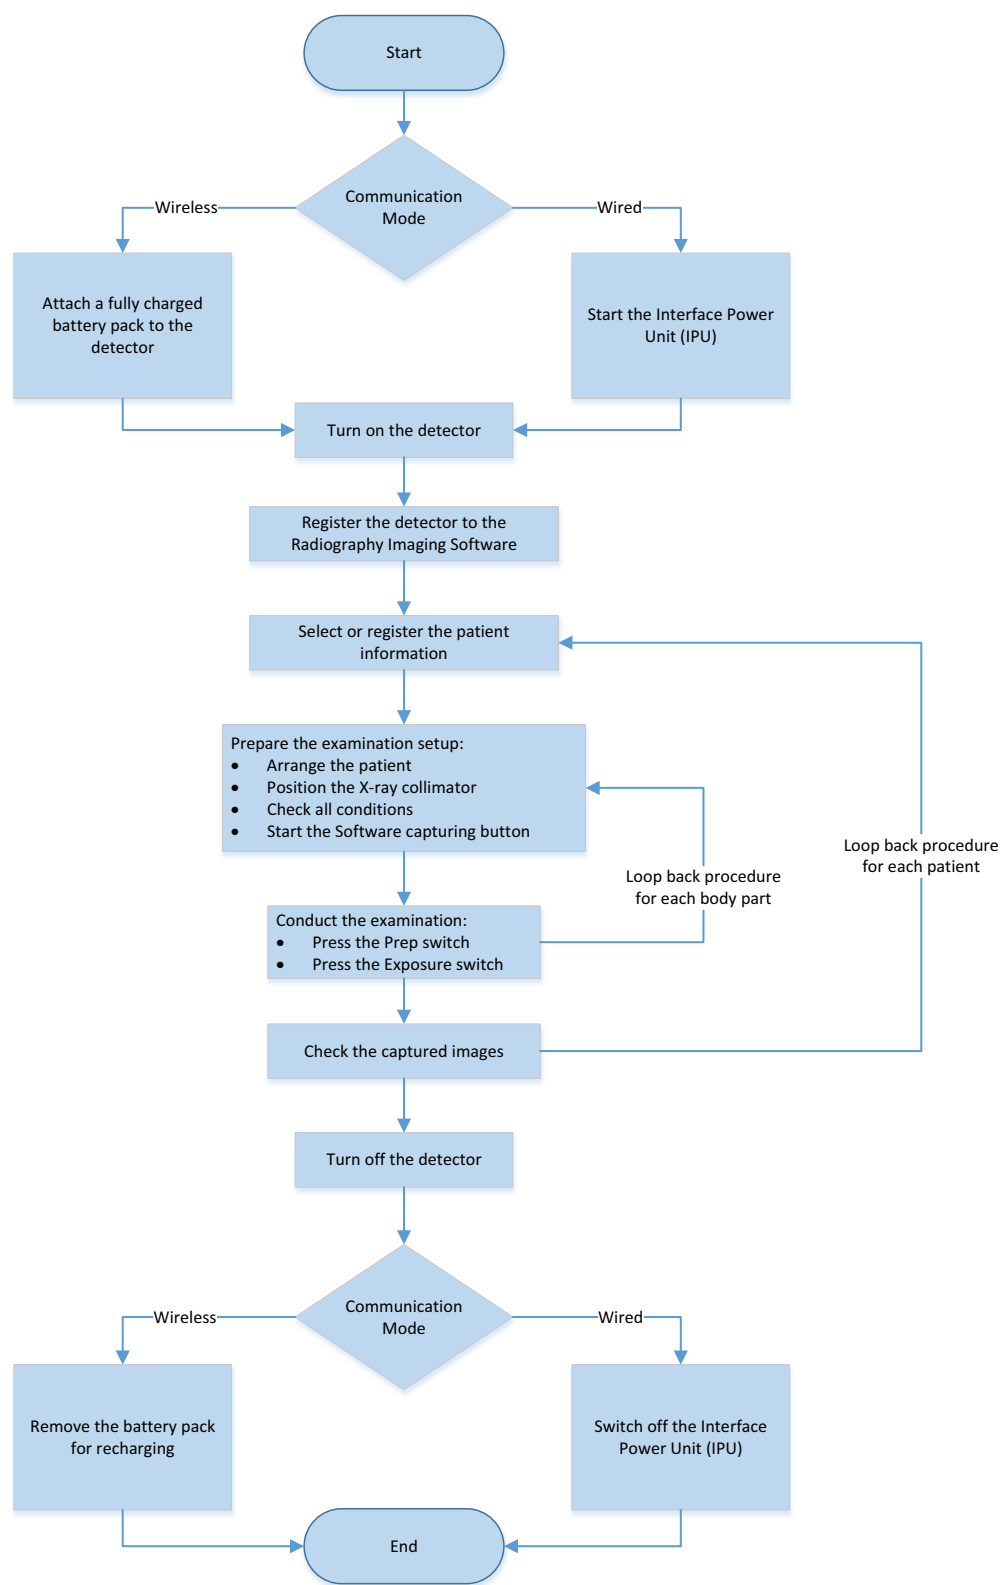 Start
Communication
Mode
Wireless
Wired
Attach a fully charged
battery pack to the
detector
Start the Interface Power
Unit (IPU)
Turn on the detector
Register the detector to the
Radiography Imaging Software
Select or register the patient
information
Prepare the examination setup:
• Arrange the patient
• Position the X-ray collimator
• Check all conditions
• Start the Software capturing button
Loop back procedure
for each patient
Loop back procedure
for each body part
Conduct the examination:
• Press the Prep switch
• Press the Exposure switch
Check the captured images
Turn off the detector
Communication
Mode
Wireless
Wired
Remove the battery pack
for recharging
Switch off the Interface
Power Unit (IPU)
End